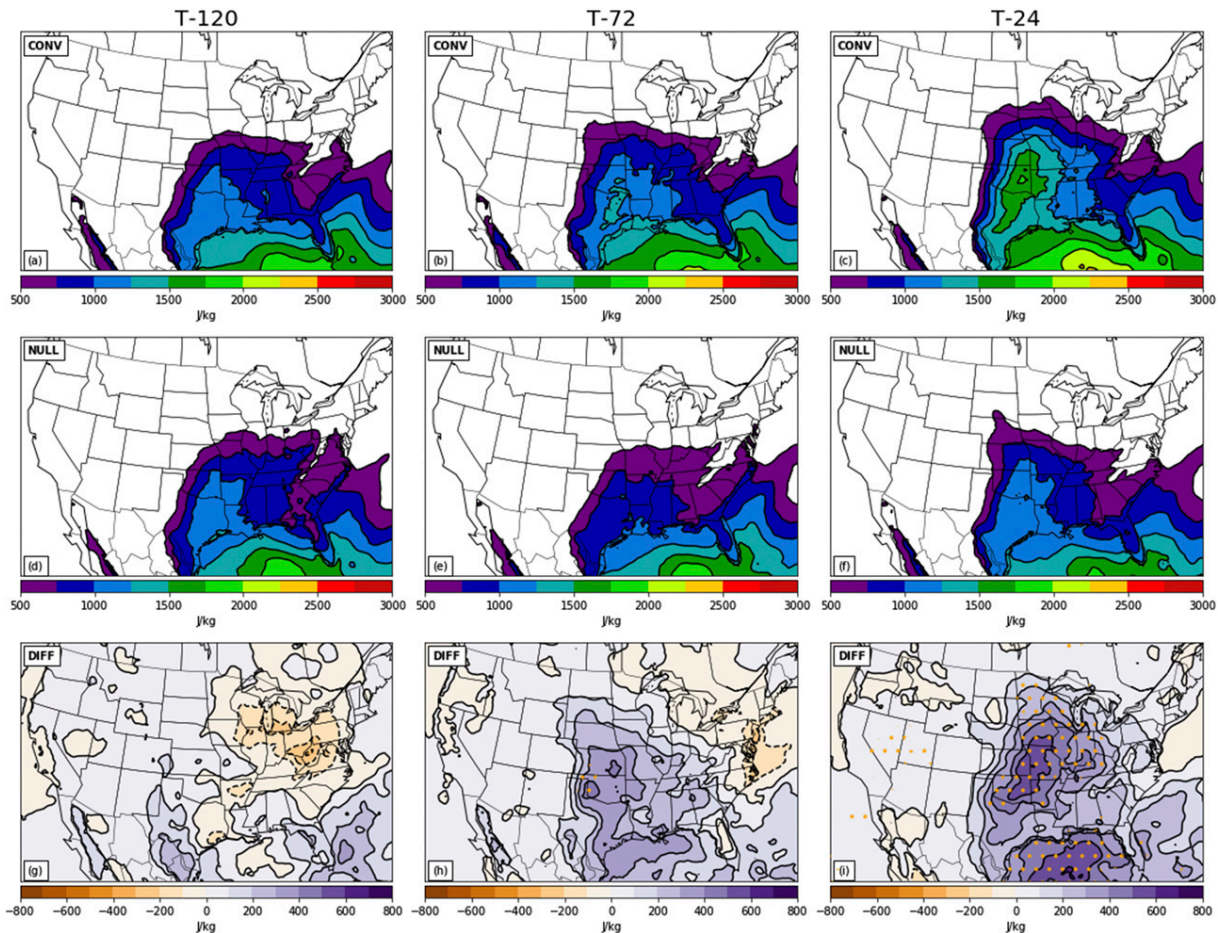 T-120 T-72 T-24
CONV CONV CONV
(a) (b) (c)
500 1000 1500 2000 2500 3000 500 1000 1500 2000 2500 3000 500 1000 1500 2000 2500 3000
J/kg J/kg J/kg
NULL NULL NULL
(d) (e) (f)
500 1000 1500 2000 2500 3000 500 1000 1500 2000 2500 3000 500 1000 1500 2000 2500 3000
J/kg J/kg J/kg
DIFF DIFF DIFF
(g) (h) (i)
−800 −600 −400 −200 0 200 400 600 800 −800 −600 −400 −200 0 200 400 600 800 −800 −600 −400 −200 0 200 400 600 800
J/kg J/kg J/kg